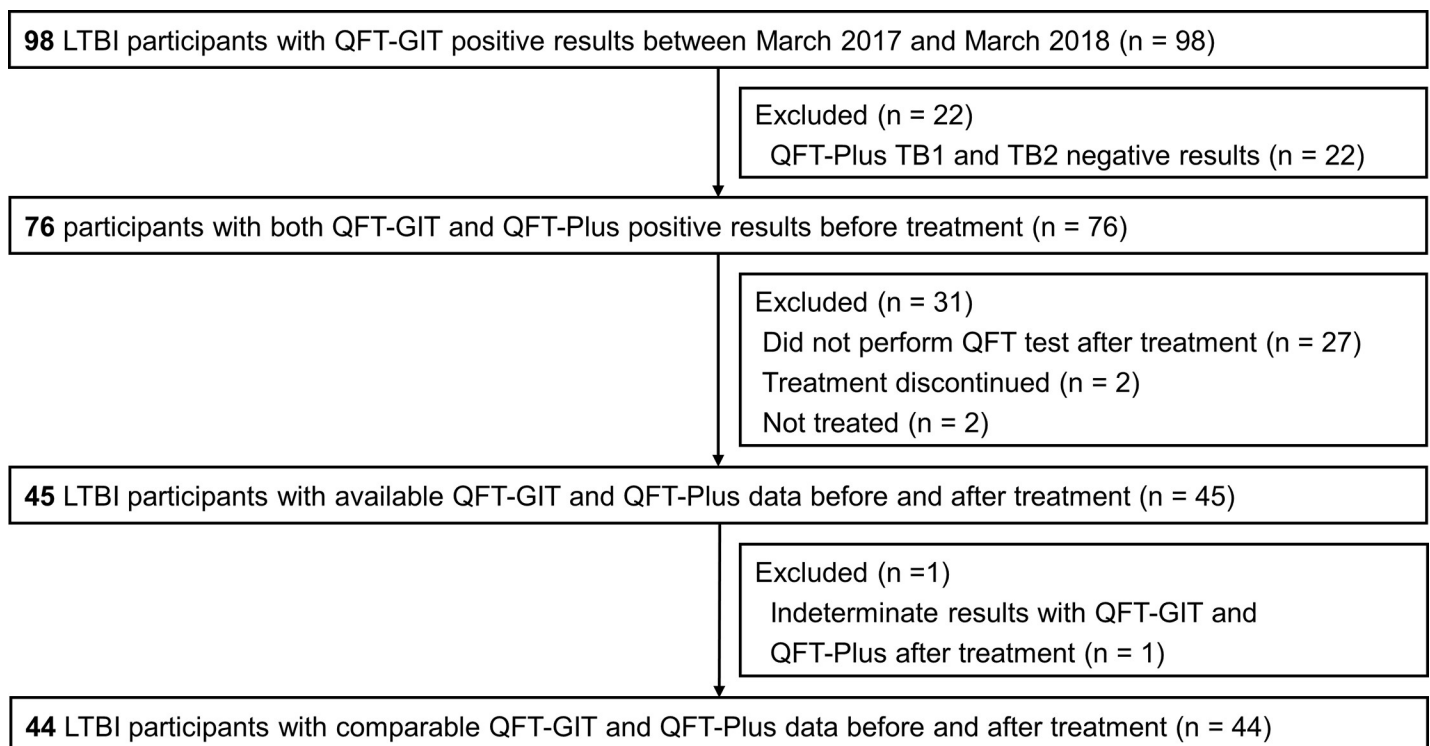 98 LTBI participants with QFT-GIT positive results between March 2017 and March 2018 (n = 98)
Excluded (n = 22)
QFT-Plus TB1 and TB2 negative results (n = 22)
76 participants with both QFT-GIT and QFT-Plus positive results before treatment (n = 76)
Excluded (n = 31)
Did not perform QFT test after treatment (n = 27)
Treatment discontinued (n = 2)
Not treated (n = 2)
45 LTBI participants with available QFT-GIT and QFT-Plus data before and after treatment (n = 45)
Excluded (n =1)
Indeterminate results with QFT-GIT and
QFT-Plus after treatment (n = 1)
44 LTBI participants with comparable QFT-GIT and QFT-Plus data before and after treatment (n = 44)